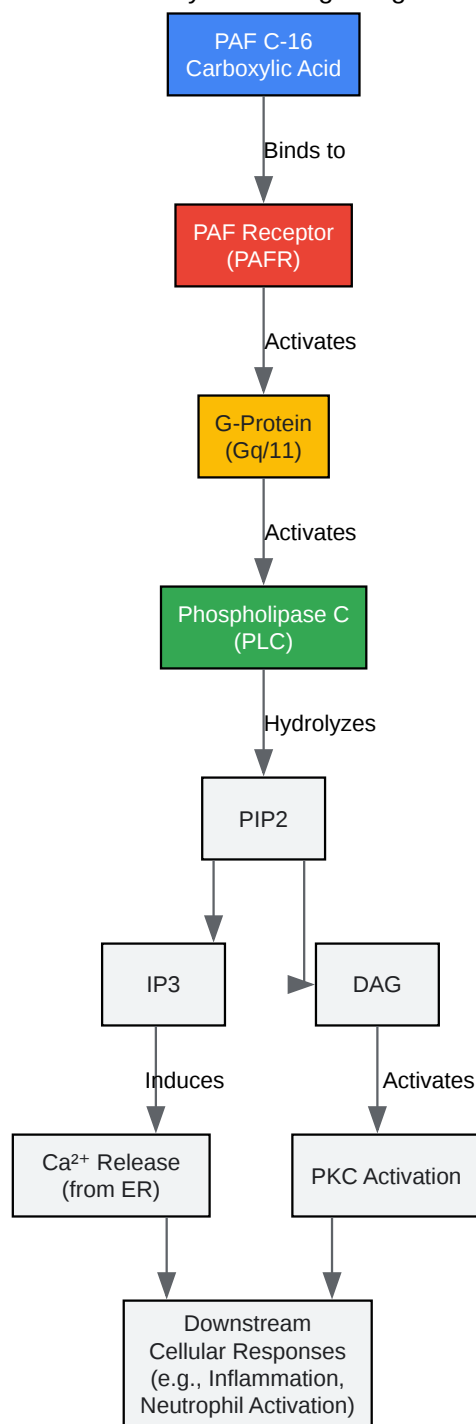 PAF C-16
Carboxylic Acid
Binds to
PAF Receptor
(PAFR)
Activates
G-Protein
(Gq/11)
Activates
Phospholipase C
(PLC)
Hydrolyzes
PIP2
IP3
DAG
Induces
Activates
Ca²⁺ Release
(from ER)
PKC Activation
Downstream
Cellular Responses
(e.g., Inflammation,
Neutrophil Activation)